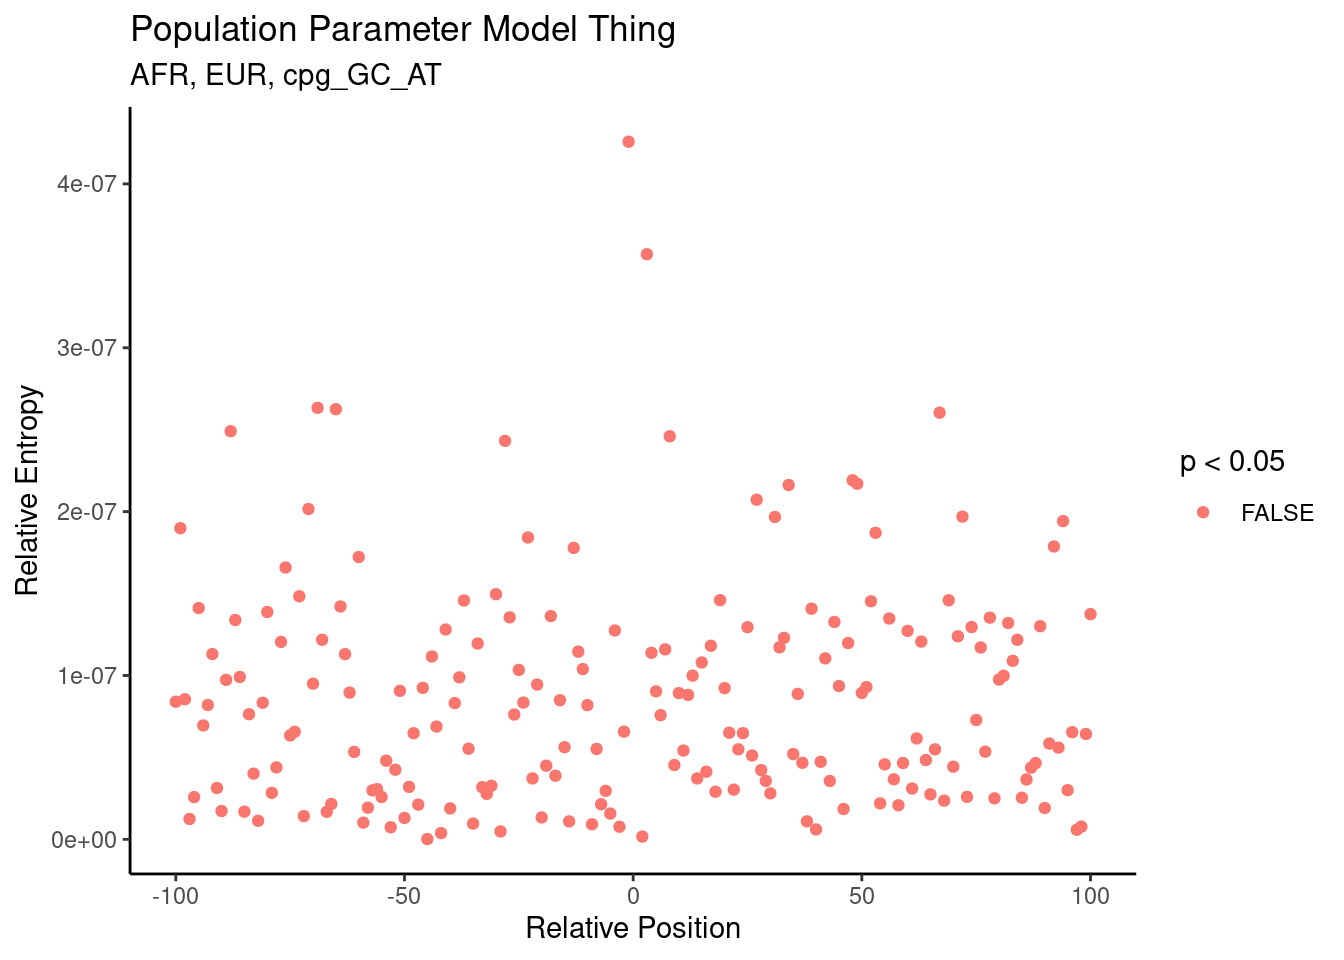 Population Parameter Model Thing
AFR, EUR, cpg_GC_AT
4e-07
3e-07
2e-07
1e-07
0e+00
Relative Entropy
-100
-50
0
50
100
Relative Position
p < 0.05
FALSE